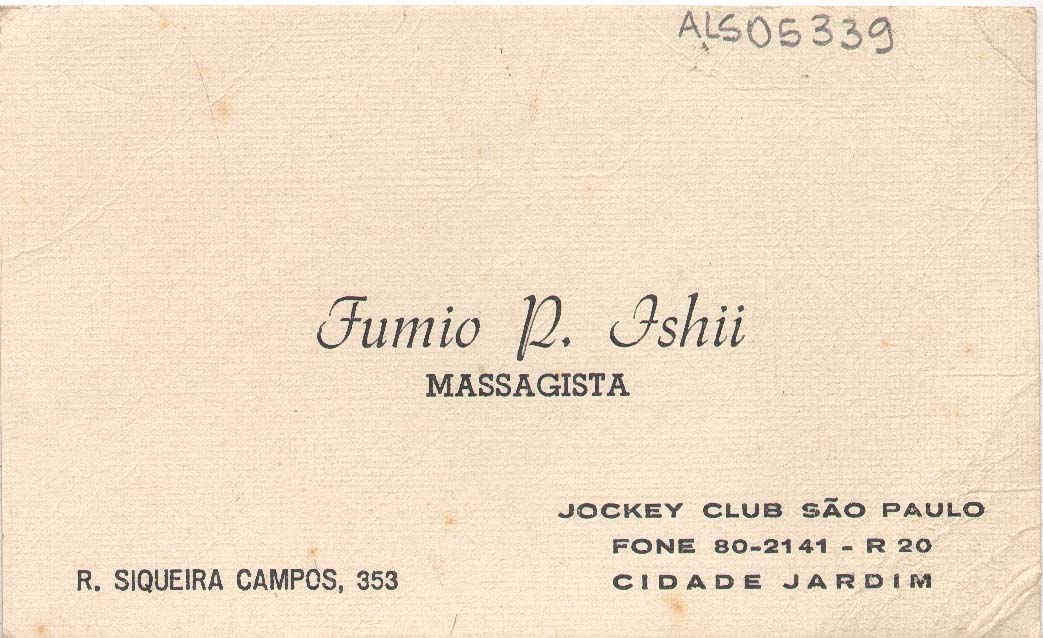 ALS05339
Fumio P. Ishii
MASSAGISTA
JOCKEY CLUB SÃO PAULO
FONE 80-2141 - R 20
R. SIQUEIRA CAMPOS, 353
CIDADE JARDIM